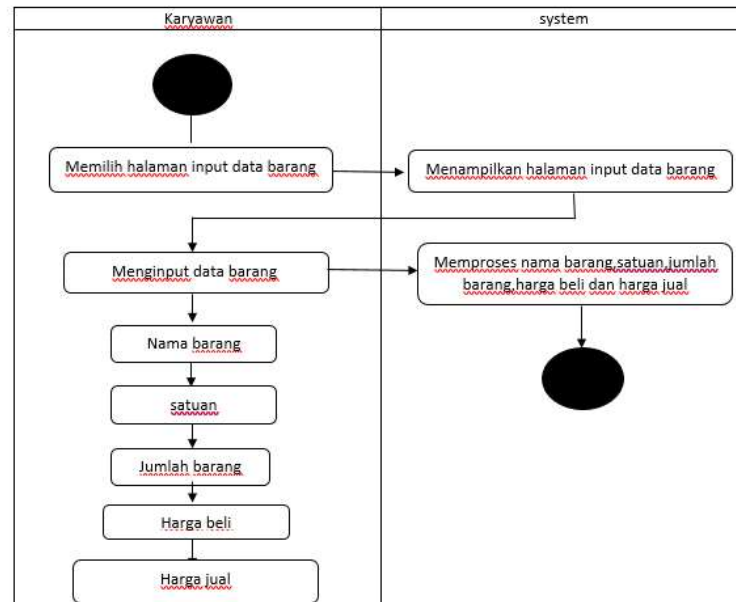 Karyawan
system
Memilih halaman input data barang
Menampilkan halaman input data barang
Menginput data barang
Memproses nama barang,satuan,jumlah
barang,harga beli dan harga jual
Nama barang
satuan
Jumlah barang
Harga beli
Harga jual